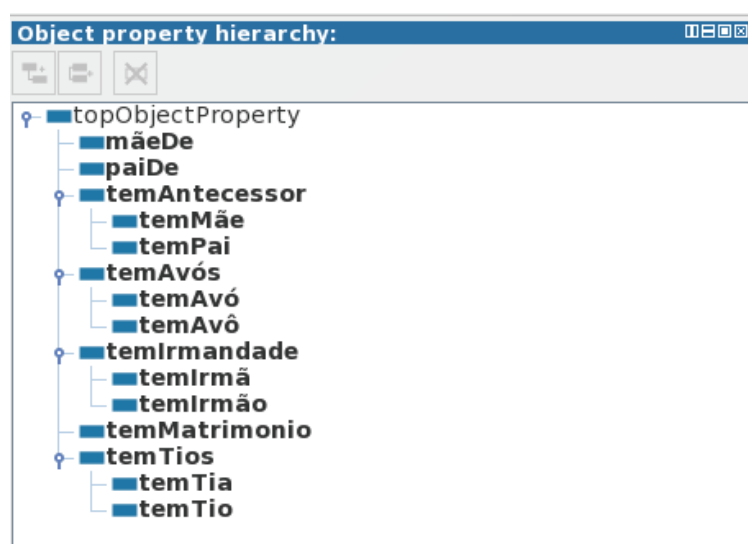 Object property hierarchy:
topObjectProperty
mãeDe
paiDe
temAntecessor
temMãe
temPai
temAvós
temAvó
temAvô
temIrmandade
temIrmã
temIrmão
temMatrimonio
temTios
temTia
temTio